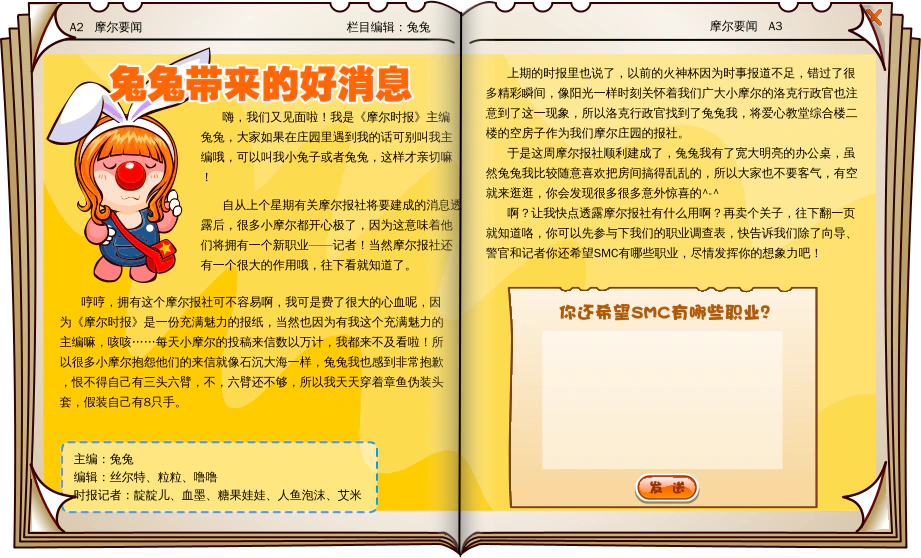 A2 摩尔要闻
栏目编辑：兔兔
兔兔带来的好消息
嗨，我们又见面啦！我是《摩尔时报》主编
兔兔，大家如果在庄园里遇到我的话可别叫我主
编哦，可以叫我小兔子或者兔兔，这样才亲切嘛
！
自从上个星期有关摩尔报社将要建成的消息透
露后，很多小摩尔都开心极了，因为这意味着他
们将拥有一个新职业——记者！当然摩尔报社还
有一个很大的作用哦，往下看就知道了。
哼哼，拥有这个摩尔报社可不容易啊，我可是费了很大的心血呢，因
为《摩尔时报》是一份充满魅力的报纸，当然也因为有我这个充满魅力的
主编嘛，咳咳……每天小摩尔的投稿来信数以万计，我都来不及看啦！所
以很多小摩尔抱怨他们的来信就像石沉大海一样，兔兔我也感到非常抱歉
，恨不得自己有三头六臂，不，六臂还不够，所以我天天穿着章鱼伪装头
套，假装自己有8只手。
主编：兔兔
编辑：丝尔特、粒粒、噜噜
时报记者：靛靛儿、血墨、糖果娃娃、人鱼泡沫、艾米
摩尔要闻 A3
上期的时报里也说了，以前的火神杯因为时事报道不足，错过了很
多精彩瞬间，像阳光一样时刻关怀着我们广大小摩尔的洛克行政官也注
意到了这一现象，所以洛克行政官找到了兔兔我，将爱心教堂综合楼二
楼的空房子作为我们摩尔庄园的报社。
于是这周摩尔报社顺利建成了，兔兔我有了宽大明亮的办公桌，虽
然兔兔我比较随意喜欢把房间搞得乱乱的，所以大家也不要客气，有空
就来逛逛，你会发现很多很多意外惊喜的^-^
啊？让我快点透露摩尔报社有什么用啊？再卖个关子，往下翻一页
就知道咯，你可以先参与下我们的职业调查表，快告诉我们除了向导、
警官和记者你还希望SMC有哪些职业，尽情发挥你的想象力吧！
你还希望SMC有哪些职业？
发 送